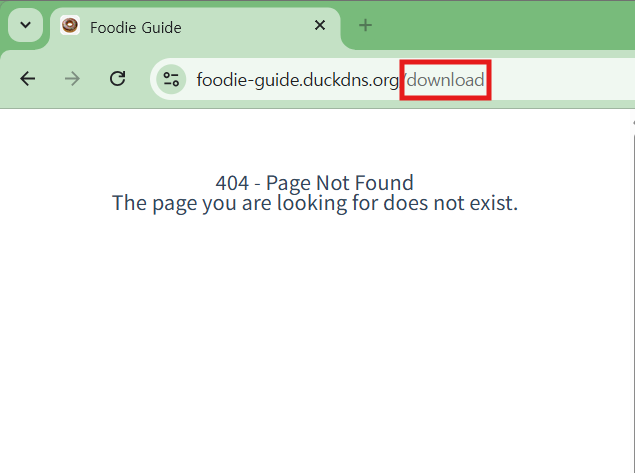 Foodie Guide
foodie-guide.duckdns.org/download
404 - Page Not Found
The page you are looking for does not exist.